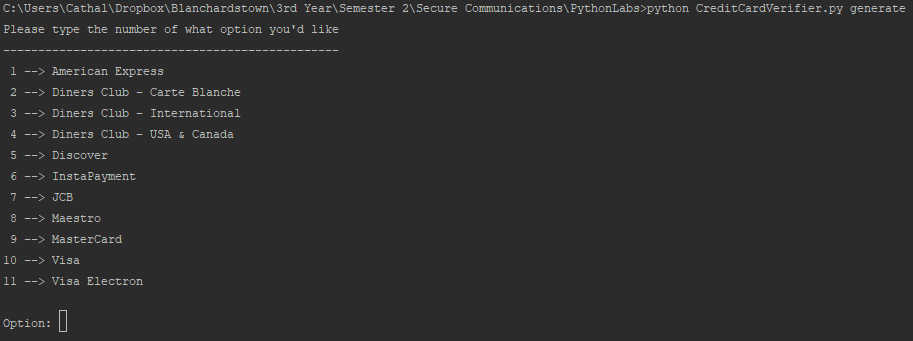 C:\Users\Cathal\Dropbox\Blanchardstown\3rd Year\Semester 2\Secure Communications\PythonLabs>python CreditCardVerifier.py generate
Please type the number of what option you'd like
------------------------------------------------
 1 --> American Express
 2 --> Diners Club - Carte Blanche
 3 --> Diners Club - International
 4 --> Diners Club - USA & Canada
 5 --> Discover
 6 --> InstaPayment
 7 --> JCB
 8 --> Maestro
 9 --> MasterCard
10 --> Visa
11 --> Visa Electron
Option: